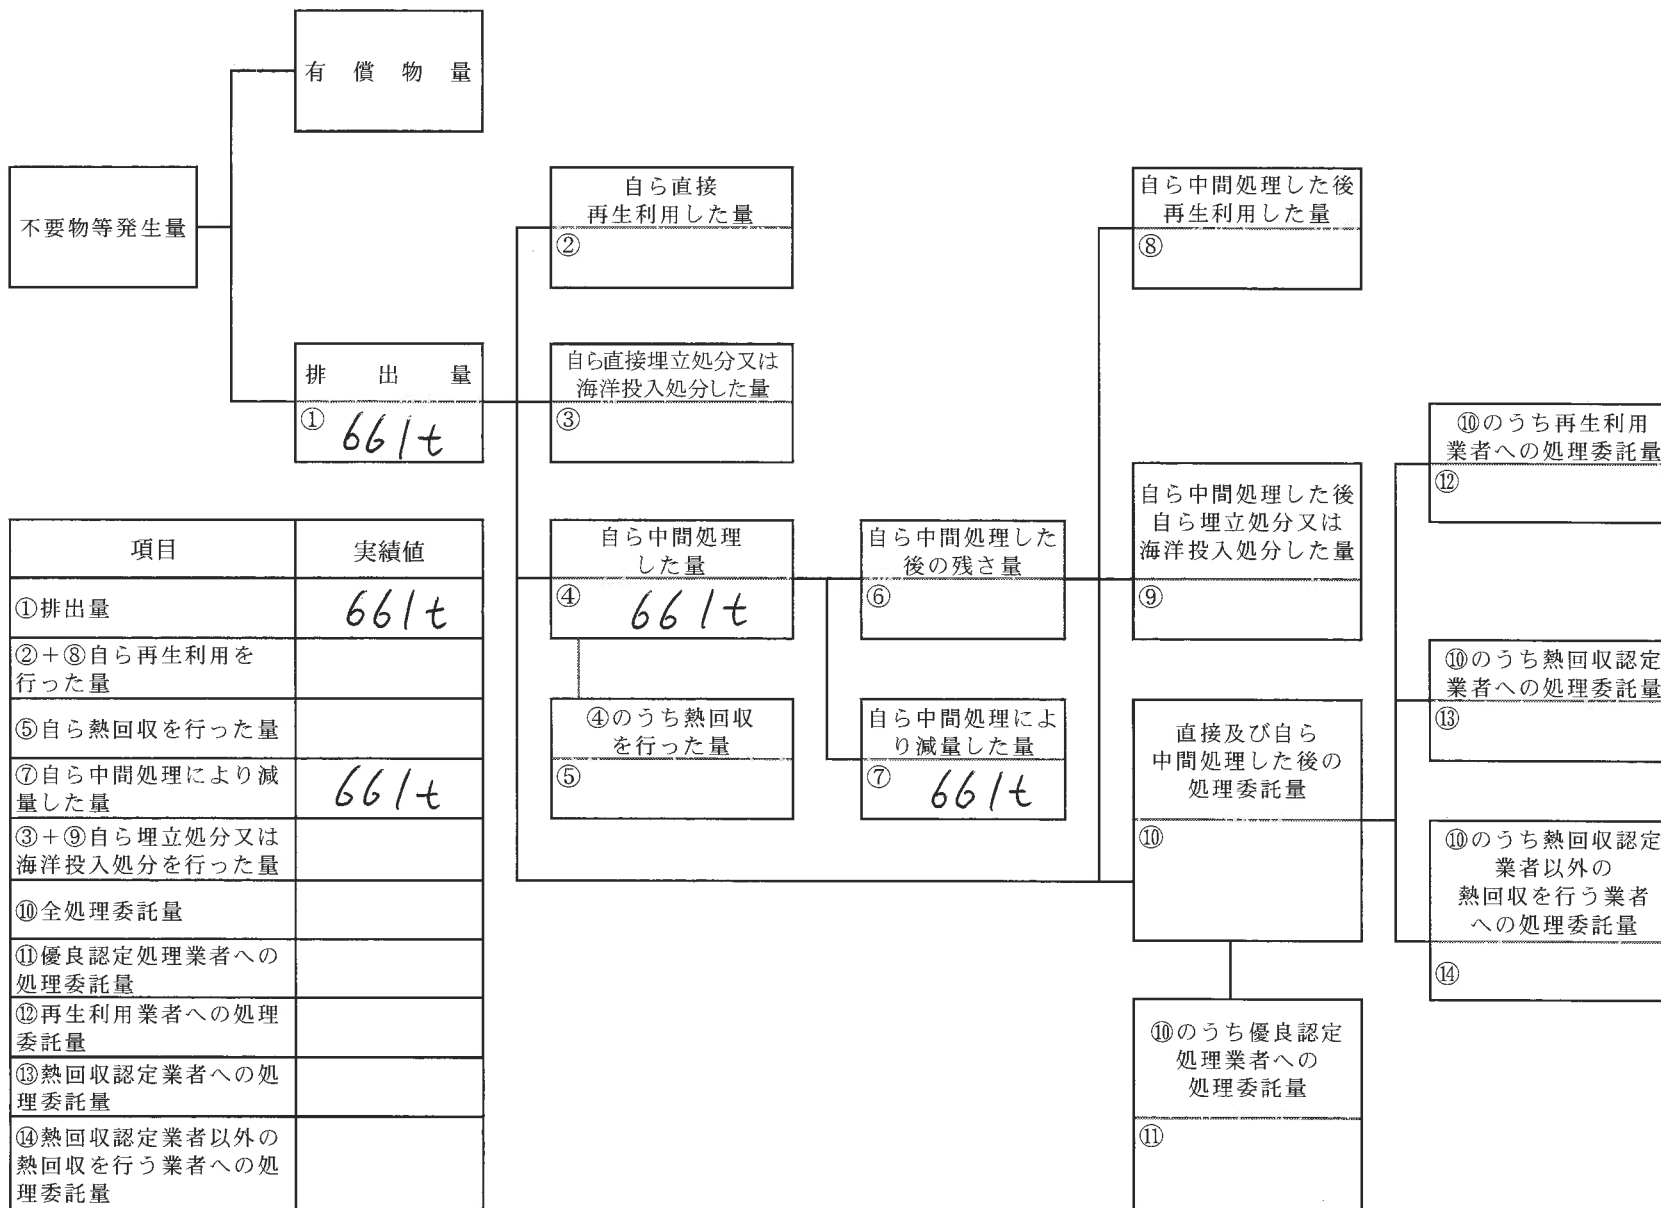 有償物量
不要物等発生量
排出量
① 661t
自ら直接
再生利用した量
②
自ら直接埋立処分又は
海洋投入処分した量
③
自ら中間処理
した量
④ 661t
④のうち熱回収
を行った量
⑤
自ら中間処理した
後の残さ量
⑥
自ら中間処理によ
り減量した量
⑦ 661t
自ら中間処理した後
再生利用した量
⑧
自ら中間処理した後
自ら埋立処分又は
海洋投入処分した量
⑨
直接及び自ら
中間処理した後の
処理委託量
⑩
⑩のうち優良認定
処理業者への
処理委託量
⑪
⑩のうち再生利用
業者への処理委託量
⑫
⑩のうち熱回収認定
業者への処理委託量
⑬
⑩のうち熱回収認定
業者以外の
熱回収を行う業者
への処理委託量
⑭
項目 実績値
①排出量 661t
②+⑧自ら再生利用を
行った量
⑤自ら熱回収を行った量
⑦自ら中間処理により減
量した量 661t
③+⑨自ら埋立処分又は
海洋投入処分を行った量
⑩全処理委託量
⑪優良認定処理業者への
処理委託量
⑫再生利用業者への処理
委託量
⑬熱回収認定業者への処
理委託量
⑭熱回収認定業者以外の
熱回収を行う業者への処
理委託量